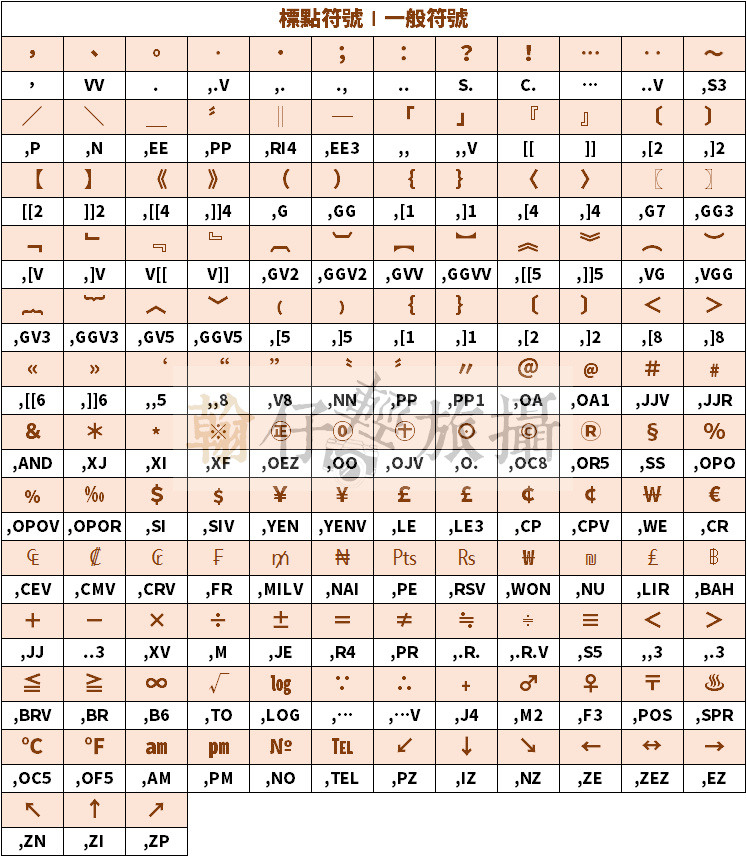 標點符號 | 一般符號
， 、 。 ‧ ・ ； ： ？ ！ … ‥ ～
, VV . ,.V ,. ., .. S. C. ⋯ ..V ,S3
／ ＼ ＿ 〃 ‖ — 「 」 『 』 〔 〕
,P ,N ,EE ,PP ,RI4 ,EE3 ,, ,,V [[ ]] ,[2 ,]2
【 】 《 》 （ ） ｛ ｝ 〈 〉 〖 〗
[[2 ]]2 ,[[4 ,]]4 ,G ,GG ,[1 ,]1 ,[4 ,]4 ,G7 ,GG3
﹁ ﹂ ﹃ ﹄ ︹ ︺ ︻ ︼ ︽ ︾ ︵ ︶
,[V ,]V V[[ V]] ,GV2 ,GGV2 ,GVV ,GGVV ,[[5 ,]]5 ,VG ,VGG
︷ ︸ ︿ ﹀ ﹙ ﹚ ﹛ ﹜ ﹝ ﹞ ＜ ＞
,GV3 ,GGV3 ,GV5 ,GGV5 ,[5 ,]5 ,[1 ,]1 ,[2 ,]2 ,[8 ,]8
« » ‘ “ ” 〝 〞 〃 ＠ ﹫ ＃ ﹟
,[[6 ,]]6 ,,5 ,,8 ,V8 ,NN ,PP ,PP1 ,OA ,OA1 ,JJV ,JJR
翰仔輕旅攝
＆ ＊ ﹡ ※ ㊣ ⓪ ㊉ ⊙ © ® § ％
,AND ,XJ ,XI ,XF ,OEZ ,OO ,OJV ,O. ,OC8 ,OR5 ,SS ,OPO
﹪ ‰ ＄ ﹩ ￥ ¥ ￡ £ ￠ ¢ ₩ €
,OPOV ,OPOR ,SI ,SIV ,YEN ,YENV ,LE ,LE3 ,CP ,CPV ,WE ,CR
₠ ₡ ₢ ₣ ₥ ₦ Pts ₨ ₩ ₪ ₤ ฿
,CEV ,CMV ,CRV ,FR ,MILV ,NAI ,PE ,RSV ,WON ,NU ,LIR ,BAH
＋ － × ÷ ± ＝ ≠ ≒ ≑ ≡ ＜ ＞
,JJ ..3 ,XV ,M ,JE ,R4 ,PR ,.R. ,.R.V ,S5 ,,3 ,.3
≦ ≧ ∞ √ ㏒ ∵ ∴ ﹢ ♂ ♀ 〒 ♨
,BRV ,BR ,B6 ,TO ,LOG ,⋯ ,⋯V ,J4 ,M2 ,F3 ,POS ,SPR
℃ ℉ ㏂ ㏘ № ℡ ↙ ↓ ↘ ← ↔ →
,OC5 ,OF5 ,AM ,PM ,NO ,TEL ,PZ ,IZ ,NZ ,ZE ,ZEZ ,EZ
↖ ↑ ↗
,ZN ,ZI ,ZP